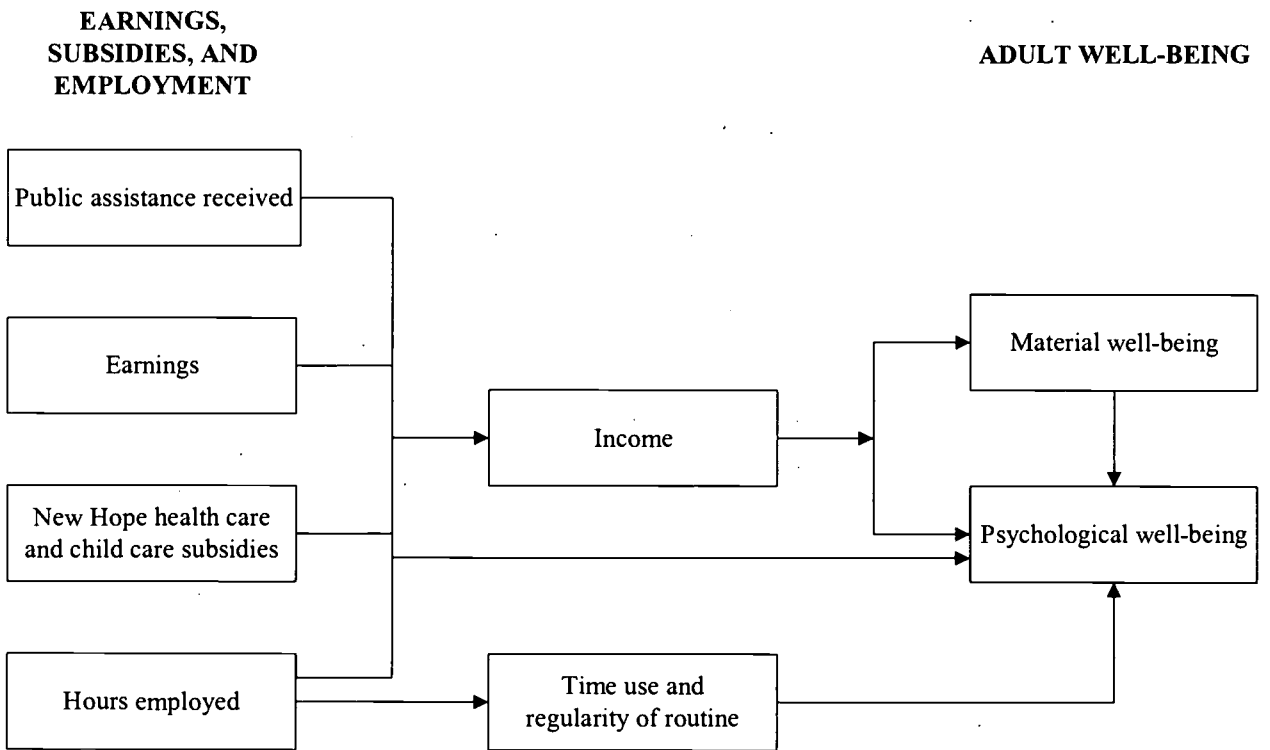 EARNINGS,
SUBSIDIES, AND
EMPLOYMENT
ADULT WELL-BEING
Public assistance received
Earnings
Material well-being
Income
New Hope health care
and child care subsidies
Psychological well-being
Hours employed
Time use and
regularity of routine